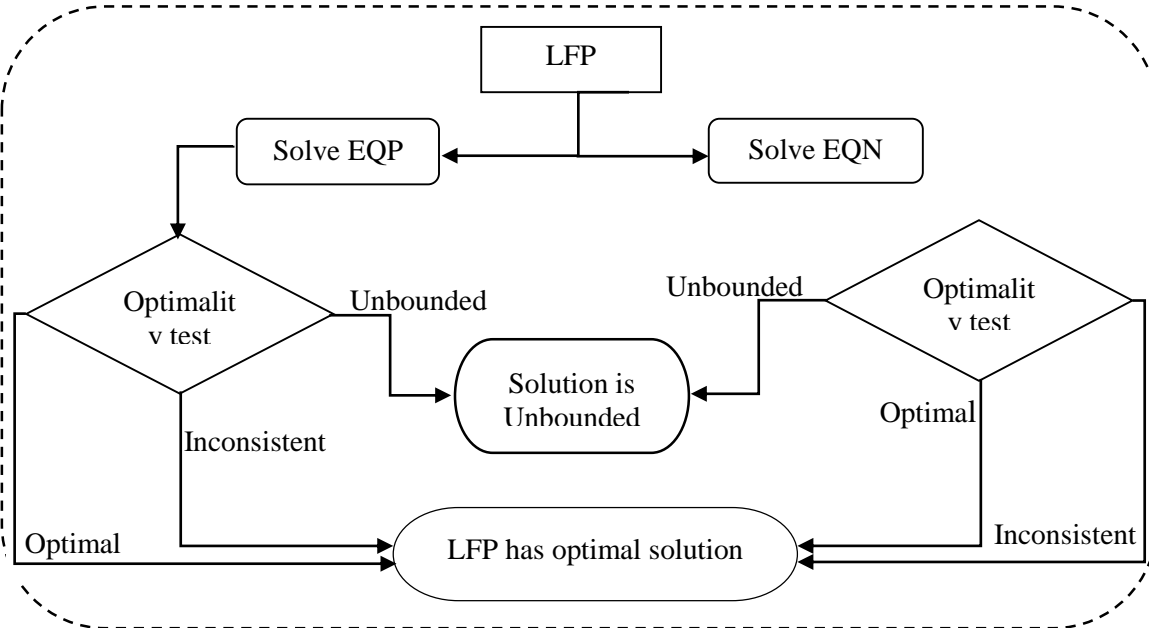 LFP
Solve EQP
Solve EQN
Optimalit
y test
Unbounded
Unbounded
Optimalit
y test
Solution is
Unbounded
Optimal
Inconsistent
Optimal
LFP has optimal solution
Inconsistent